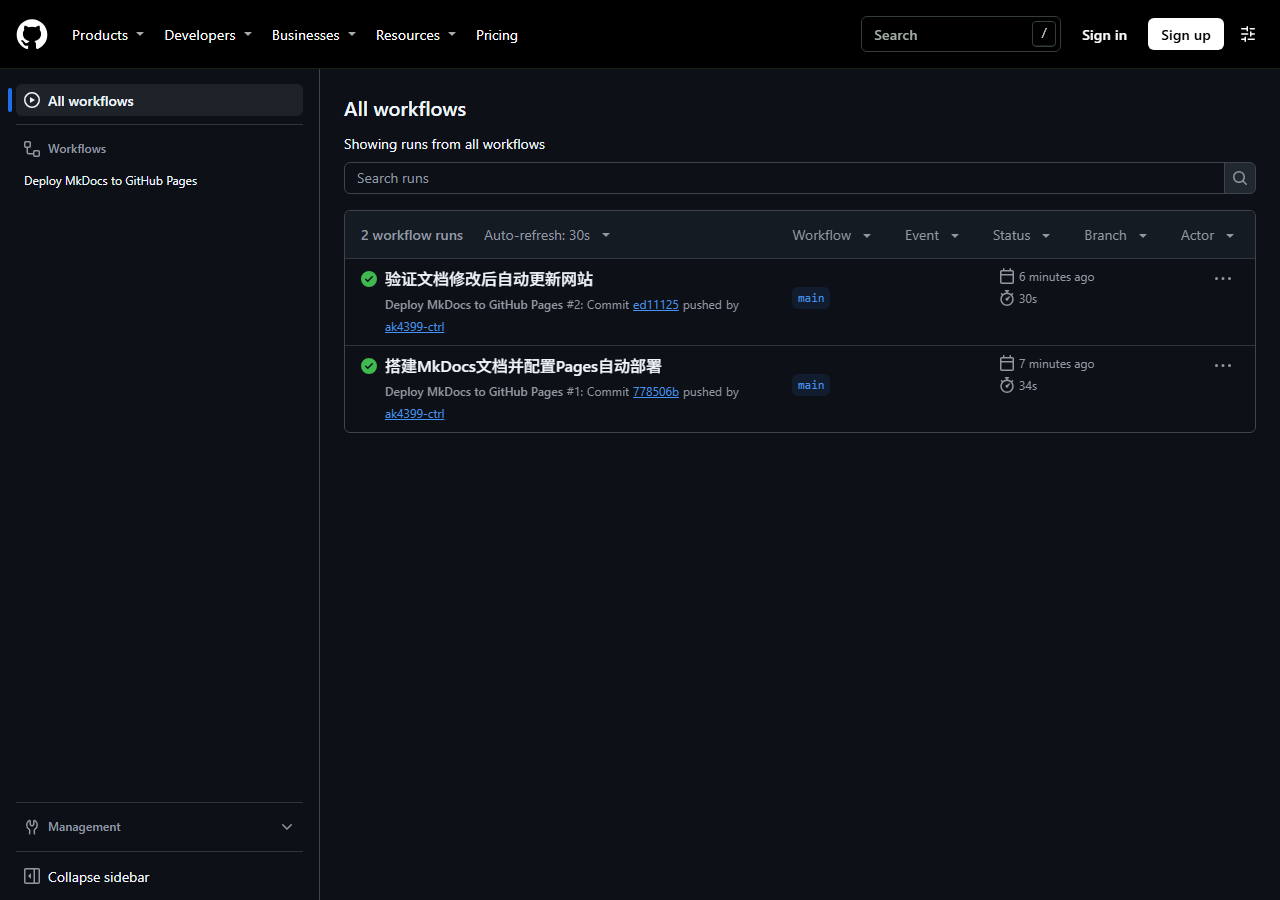 Products Developers Businesses Resources Pricing Search / Sign in Sign up
All workflows
Workflows
Deploy MkDocs to GitHub Pages
Management
Collapse sidebar
All workflows
Showing runs from all workflows
Search runs
2 workflow runs Auto-refresh: 30s Workflow Event Status Branch Actor
验证文档修改后自动更新网站
Deploy MkDocs to GitHub Pages #2: Commit ed11125 pushed by
ak4399-ctrl
main
6 minutes ago
30s
搭建MkDocs文档并配置Pages自动部署
Deploy MkDocs to GitHub Pages #1: Commit 778506b pushed by
ak4399-ctrl
main
7 minutes ago
34s